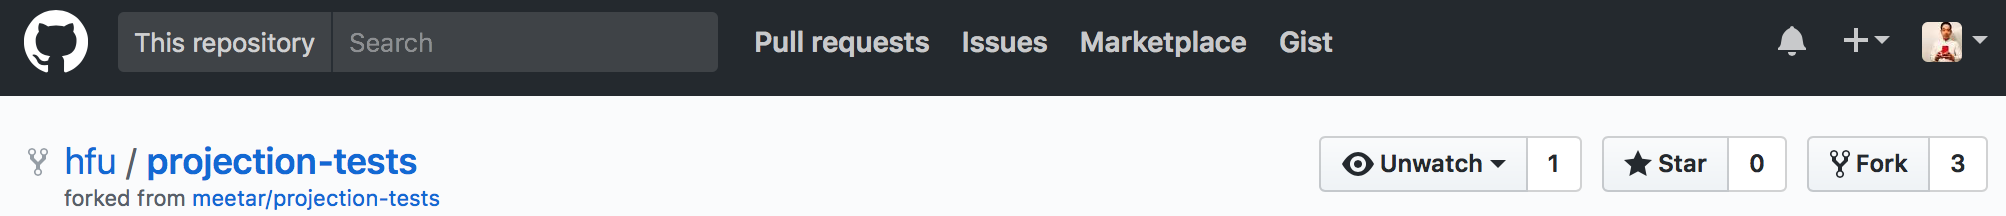 This repository Search Pull requests Issues Marketplace Gist
hfu / projection-tests Unwatch 1 Star 0 Fork 3
forked from meetar/projection-tests